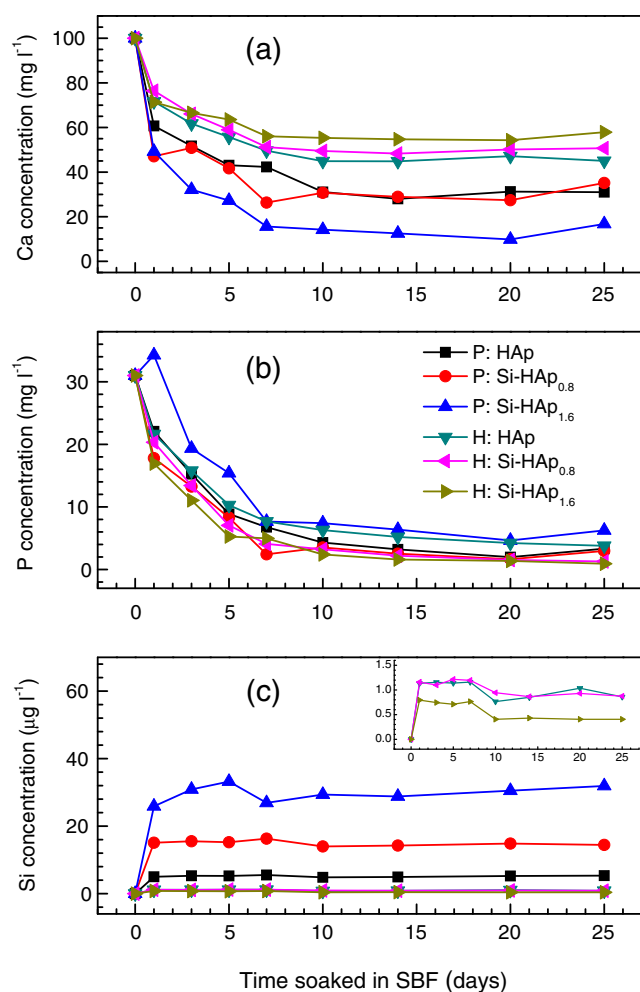 (a)
Ca concentration (mg l⁻¹)
100
80
60
40
20
0
0 5 10 15 20 25
(b)
P concentration (mg l⁻¹)
30
20
10
0
P: HAp
P: Si-HAp₀.₈
P: Si-HAp₁.₆
H: HAp
H: Si-HAp₀.₈
H: Si-HAp₁.₆
0 5 10 15 20 25
(c)
Si concentration (μg l⁻¹)
60
40
20
0
1.5
1.0
0.5
0.0
0 5 10 15 20 25
0 5 10 15 20 25
Time soaked in SBF (days)